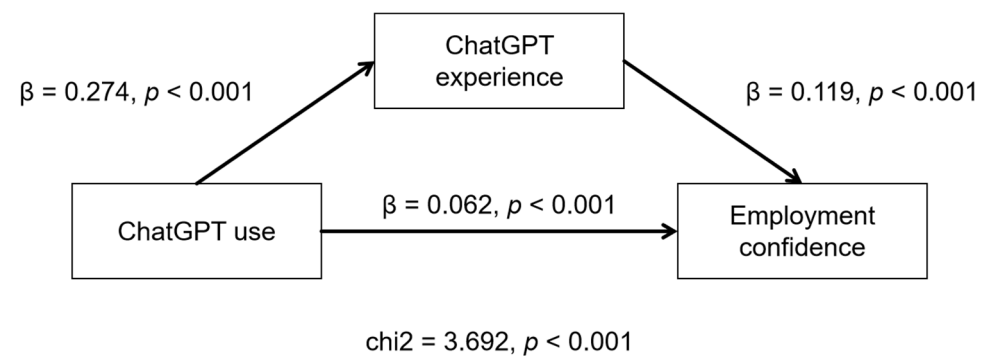 ChatGPT
experience
β = 0.274, p < 0.001
β = 0.119, p < 0.001
β = 0.062, p < 0.001
ChatGPT use
Employment
confidence
chi2 = 3.692, p < 0.001